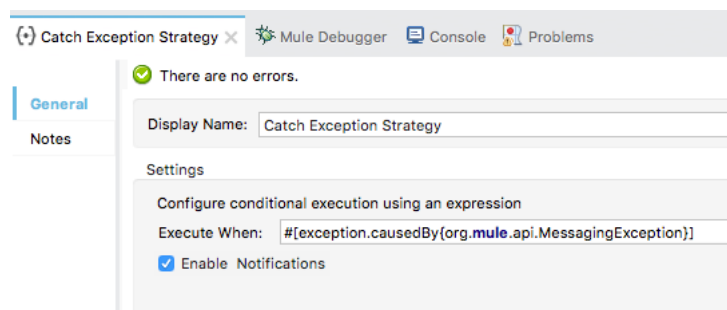 Catch Exception Strategy Mule Debugger Console Problems
There are no errors.
General
Display Name: Catch Exception Strategy
Notes
Settings
Configure conditional execution using an expression
Execute When: #[exception.causedBy{org.mule.api.MessagingException}]
Enable Notifications